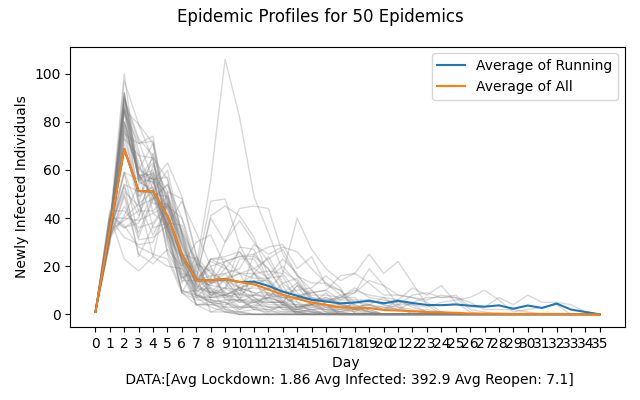 Epidemic Profiles for 50 Epidemics
Average of Running
Average of All
Newly Infected Individuals
100
80
60
40
20
0
0 1 2 3 4 5 6 7 8 9 10 11 12 13 14 15 16 17 18 19 20 21 22 23 24 25 26 27 28 29 30 31 32 33 34 35
Day
DATA:[Avg Lockdown: 1.86 Avg Infected: 392.9 Avg Reopen: 7.1]